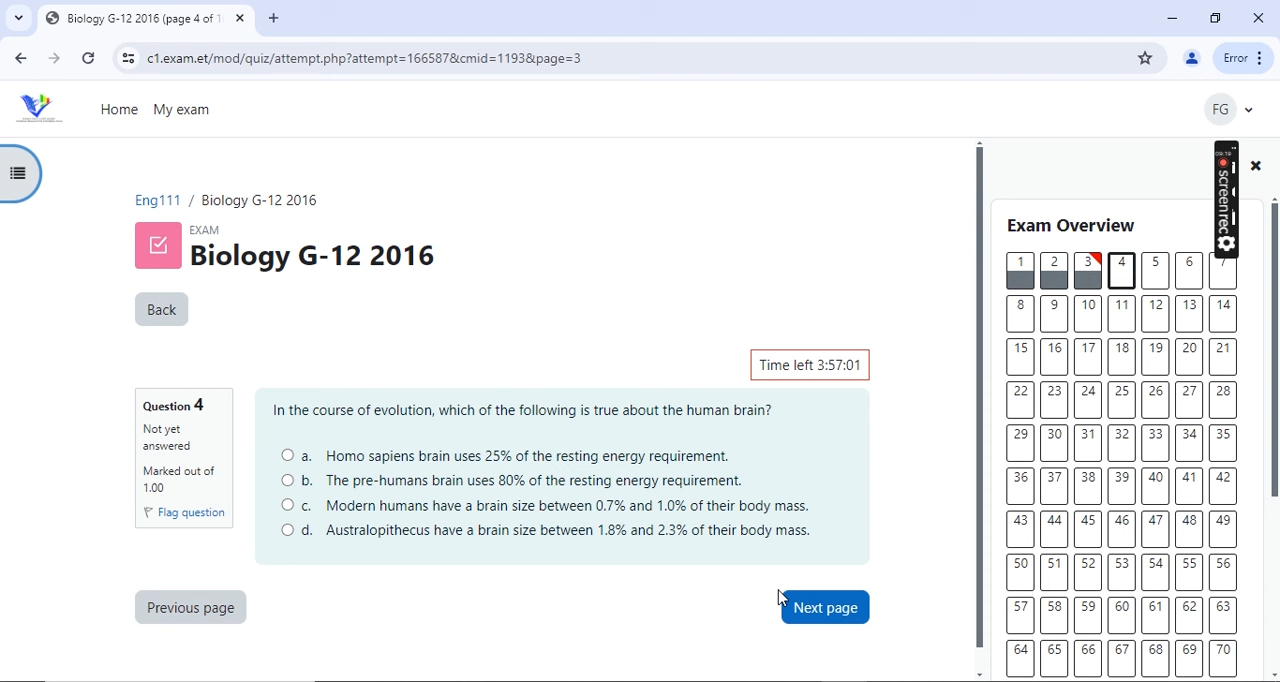 Biology G-12 2016 (page 4 of 1
c1.exam.et/mod/quiz/attempt.php?attempt=166587&cmid=1193&page=3
Error
Home My exam
FG
Eng111 / Biology G-12 2016
EXAM
Biology G-12 2016
Back
Time left 3:57:01
Question 4
Not yet
answered
Marked out of
1.00
Flag question
In the course of evolution, which of the following is true about the human brain?
a. Homo sapiens brain uses 25% of the resting energy requirement.
b. The pre-humans brain uses 80% of the resting energy requirement.
c. Modern humans have a brain size between 0.7% and 1.0% of their body mass.
d. Australopithecus have a brain size between 1.8% and 2.3% of their body mass.
Previous page
Next page
screenrec
Exam Overview
1 2 3 4 5 6 7
8 9 10 11 12 13 14
15 16 17 18 19 20 21
22 23 24 25 26 27 28
29 30 31 32 33 34 35
36 37 38 39 40 41 42
43 44 45 46 47 48 49
50 51 52 53 54 55 56
57 58 59 60 61 62 63
64 65 66 67 68 69 70